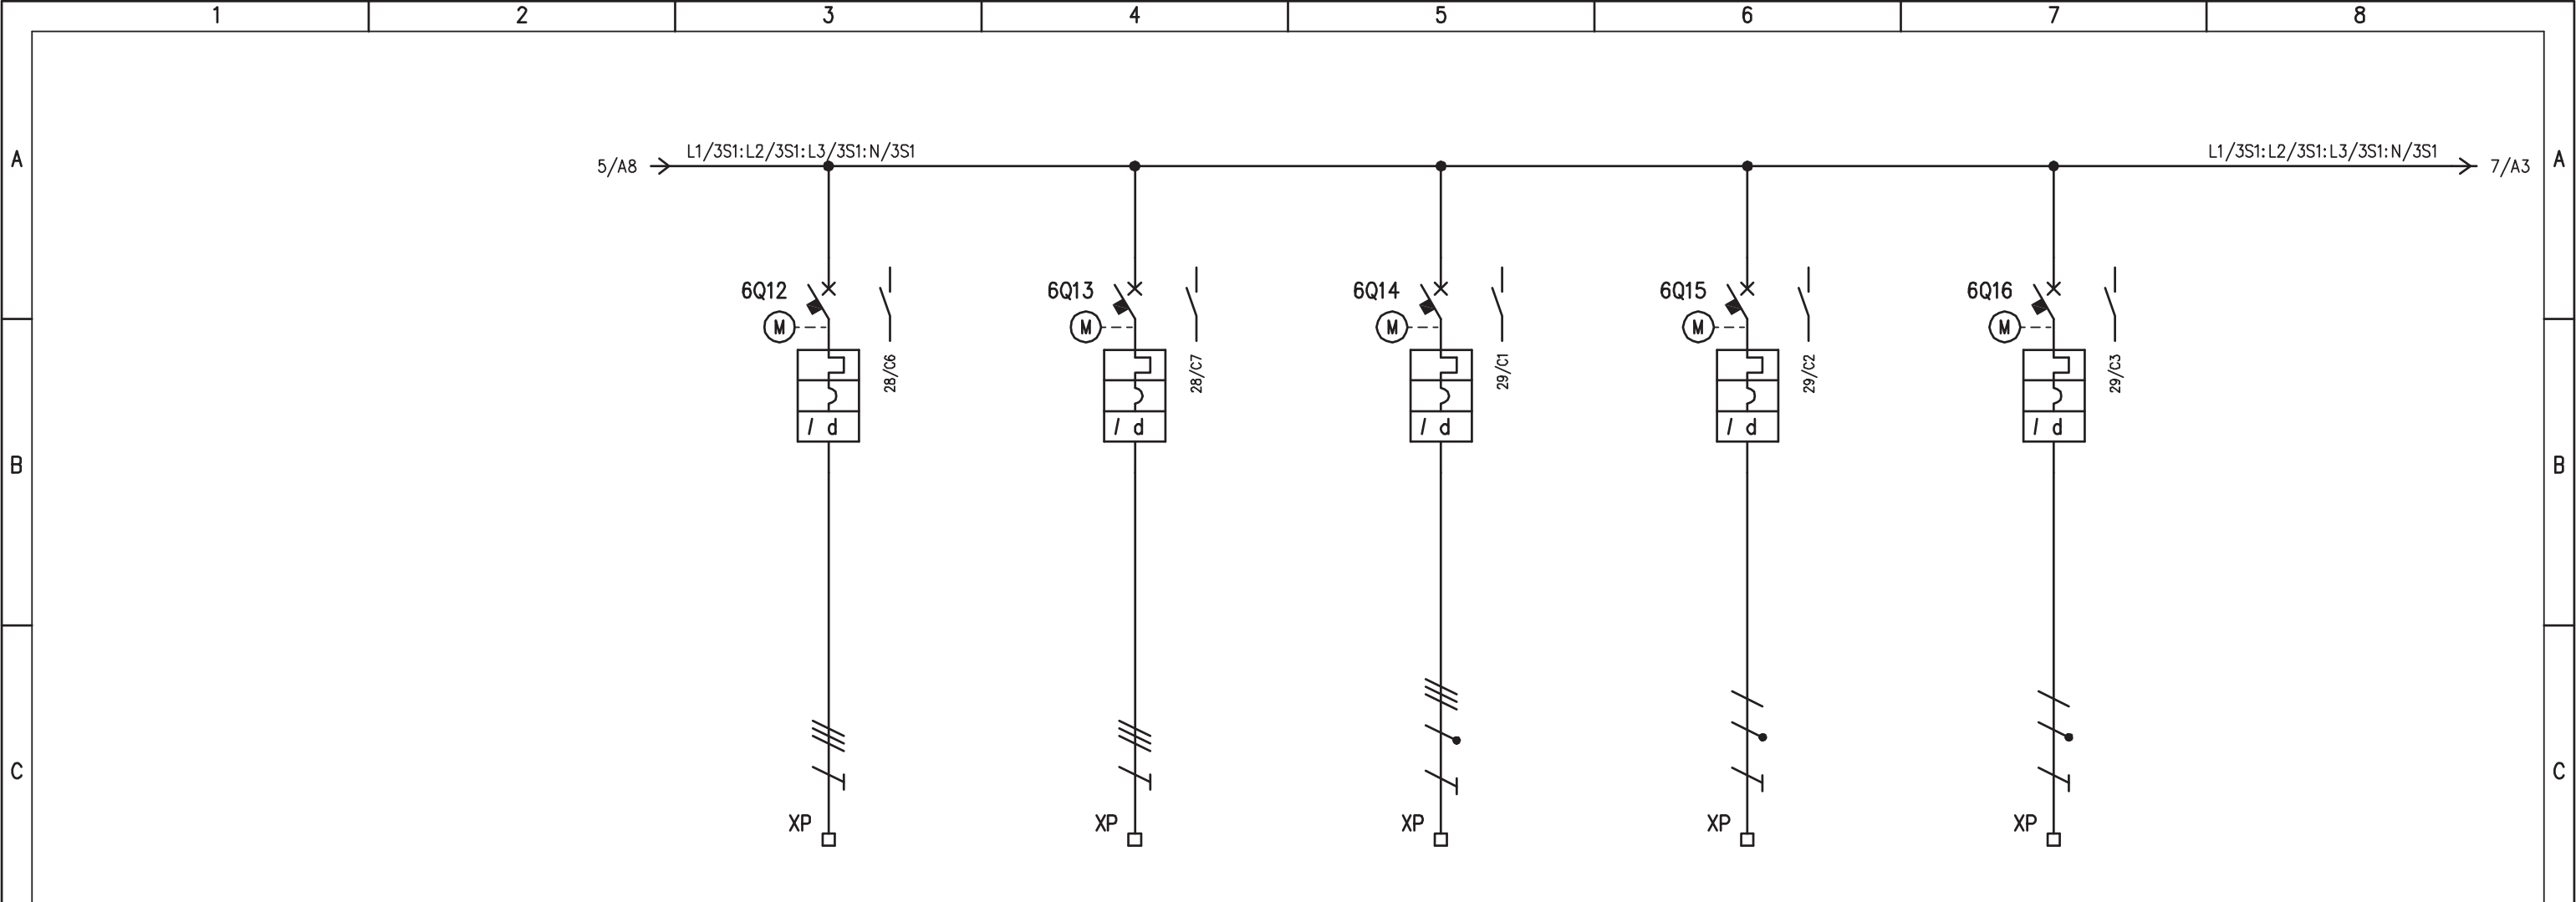 1 2 3 4 5 6 7 8
A A
L1/3S1:L2/3S1:L3/3S1:N/3S1 L1/3S1:L2/3S1:L3/3S1:N/3S1
5/A8 7/A3
6Q12 6Q13 6Q14 6Q15 6Q16
M M M M M
28/C6 28/C7 29/C1 29/C2 29/C3
I d I d I d I d I d
B B
C C
XP XP XP XP XP